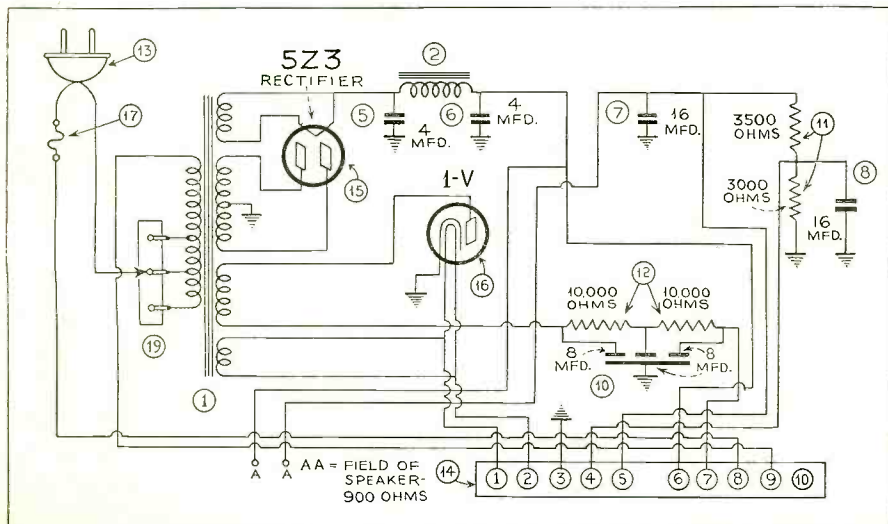 13
17
19
1
5Z3
RECTIFIER
15
2
5
4
MFD.
6
4
MFD.
7
16
MFD.
3500
OHMS
11
3000
OHMS
8
16
MFD.
1-V
16
12
10,000
OHMS
10,000
OHMS
8
MFD.
8
MFD.
10
A A AA = FIELD OF
SPEAKER-
900 OHMS
14
1 2 3 4 5 6 7 8 9 10